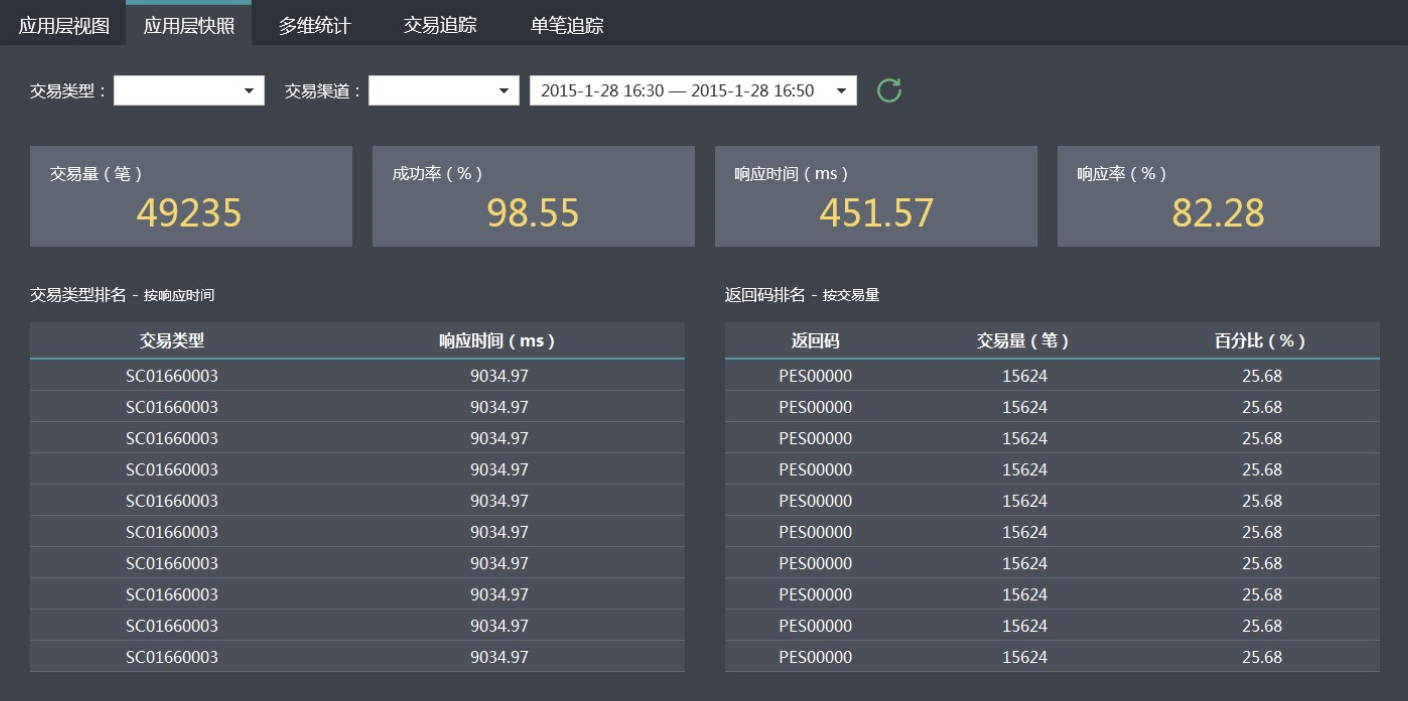 应用层视图 应用层快照 多维统计 交易追踪 单笔追踪
交易类型： 交易渠道： 2015-1-28 16:30 — 2015-1-28 16:50
交易量（笔） 成功率（%） 响应时间（ms） 响应率（%）
49235 98.55 451.57 82.28
交易类型排名 - 按响应时间 返回码排名 - 按交易量
交易类型 响应时间（ms） 返回码 交易量（笔） 百分比（%）
SC01660003 9034.97 PES00000 15624 25.68
SC01660003 9034.97 PES00000 15624 25.68
SC01660003 9034.97 PES00000 15624 25.68
SC01660003 9034.97 PES00000 15624 25.68
SC01660003 9034.97 PES00000 15624 25.68
SC01660003 9034.97 PES00000 15624 25.68
SC01660003 9034.97 PES00000 15624 25.68
SC01660003 9034.97 PES00000 15624 25.68
SC01660003 9034.97 PES00000 15624 25.68
SC01660003 9034.97 PES00000 15624 25.68